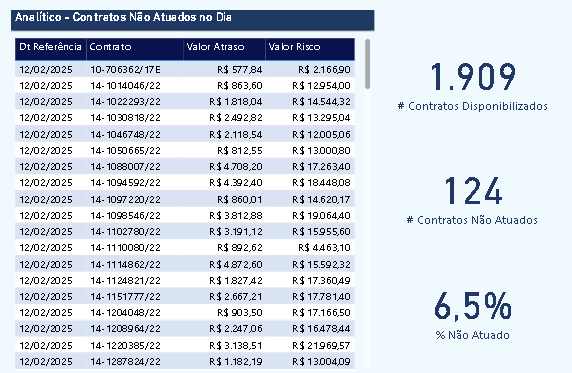 Analítico - Contratos Não Atuados no Dia
Dt Referência Contrato Valor Atraso Valor Risco
12/02/2025 10-706362/17E R$ 577,84 R$ 2.166,90
12/02/2025 14-1014046/22 R$ 863,60 R$ 12.954,00
12/02/2025 14-1022293/22 R$ 1.818,04 R$ 14.544,32
12/02/2025 14-1030818/22 R$ 2.492,82 R$ 13.295,04
12/02/2025 14-1046748/22 R$ 2.118,54 R$ 12.005,06
12/02/2025 14-1050665/22 R$ 812,55 R$ 13.000,80
12/02/2025 14-1088007/22 R$ 4.708,20 R$ 17.263,40
12/02/2025 14-1094592/22 R$ 4.392,40 R$ 18.448,08
12/02/2025 14-1097220/22 R$ 860,01 R$ 14.620,17
12/02/2025 14-1098546/22 R$ 3.812,88 R$ 19.064,40
12/02/2025 14-1102780/22 R$ 3.191,12 R$ 15.955,60
12/02/2025 14-1110080/22 R$ 892,62 R$ 4.463,10
12/02/2025 14-1114862/22 R$ 4.872,60 R$ 15.592,32
12/02/2025 14-1124821/22 R$ 1.827,42 R$ 17.360,49
12/02/2025 14-1151777/22 R$ 2.667,21 R$ 17.781,40
12/02/2025 14-1204048/22 R$ 903,50 R$ 17.166,50
12/02/2025 14-1208964/22 R$ 2.247,06 R$ 16.478,44
12/02/2025 14-1220385/22 R$ 3.138,51 R$ 21.969,57
12/02/2025 14-1287824/22 R$ 1.182,19 R$ 13.004,09
1.909
# Contratos Disponibilizados
124
# Contratos Não Atuados
6,5%
% Não Atuado